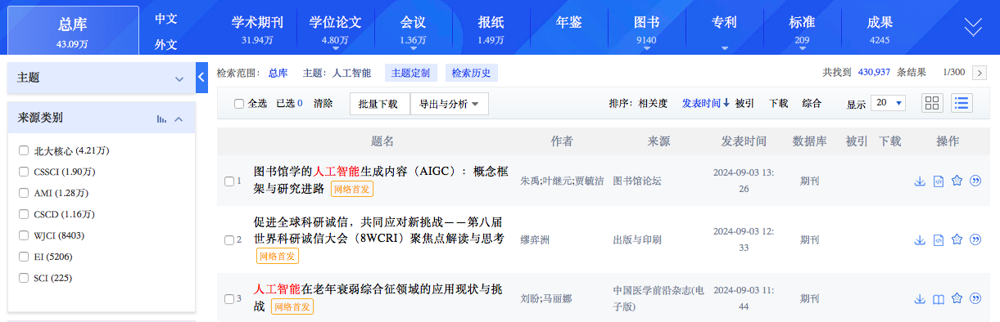 总库
43.09万
中文
外文
学术期刊
31.94万
学位论文
4.80万
会议
1.36万
报纸
1.49万
年鉴
图书
9140
专利
标准
209
成果
4245
主题
来源类别
北大核心 (4.21万)
CSSCI (1.90万)
AMI (1.28万)
CSCD (1.16万)
WJCI (8403)
EI (5206)
SCI (225)
检索范围： 总库 主题： 人工智能 主题定制 检索历史 共找到 430,937 条结果 1/300
全选 已选 0 清除 批量下载 导出与分析 排序： 相关度 发表时间 被引 下载 综合 显示 20
题名 作者 来源 发表时间 数据库 被引 下载 操作
1 图书馆学的人工智能生成内容（AIGC）：概念框
架与研究进路 网络首发
朱禹;叶继元;贾毓洁 图书馆论坛
2024-09-03 13:
26
期刊
2 促进全球科研诚信，共同应对新挑战——第八届
世界科研诚信大会（8WCRI）聚焦点解读与思考
网络首发
缪弈洲 出版与印刷
2024-09-03 12:
33
期刊
3 人工智能在老年衰弱综合征领域的应用现状与挑
战 网络首发
刘盼;马丽娜
中国医学前沿杂志(电
子版)
2024-09-03 11:
44
期刊